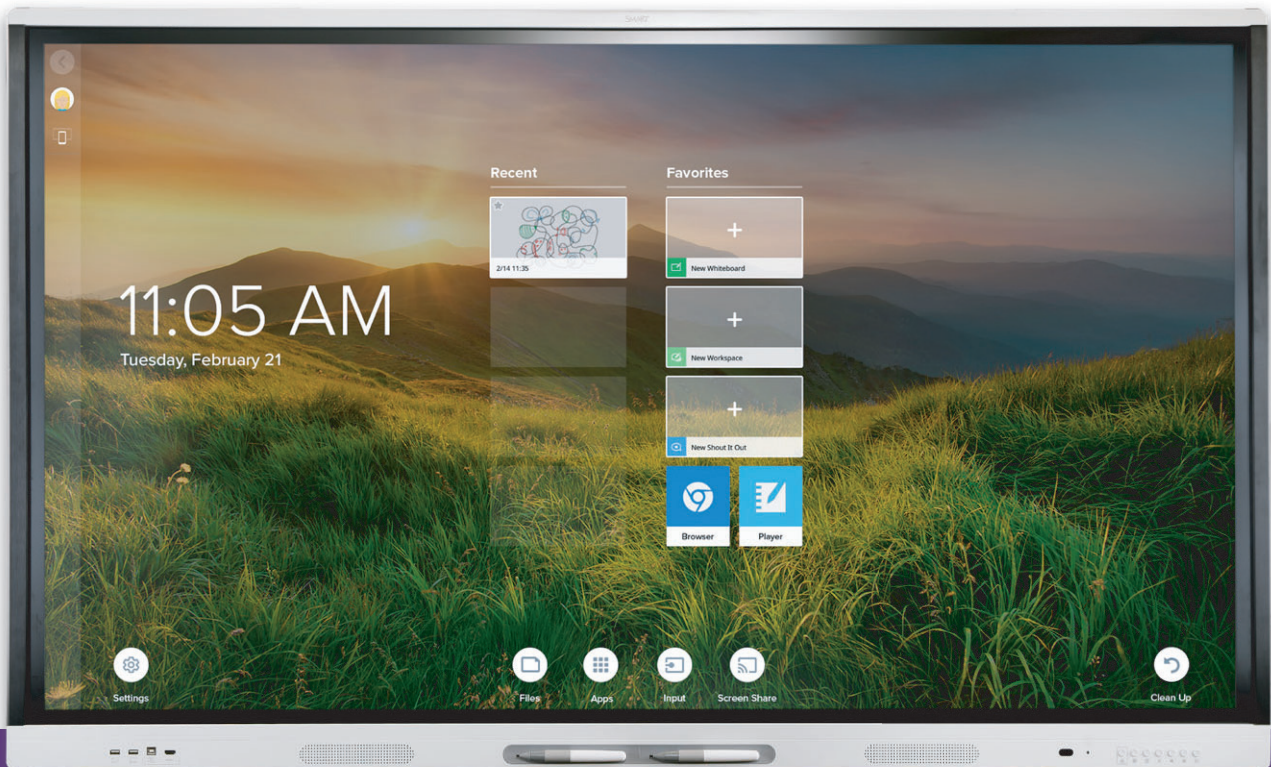 SMART
11:05 AM
Tuesday, February 21
Recent
2/14 11:35
Favorites
New Whiteboard
New Workspace
New Shout It Out
Browser
Player
Settings
Files
Apps
Input
Screen Share
Clean Up